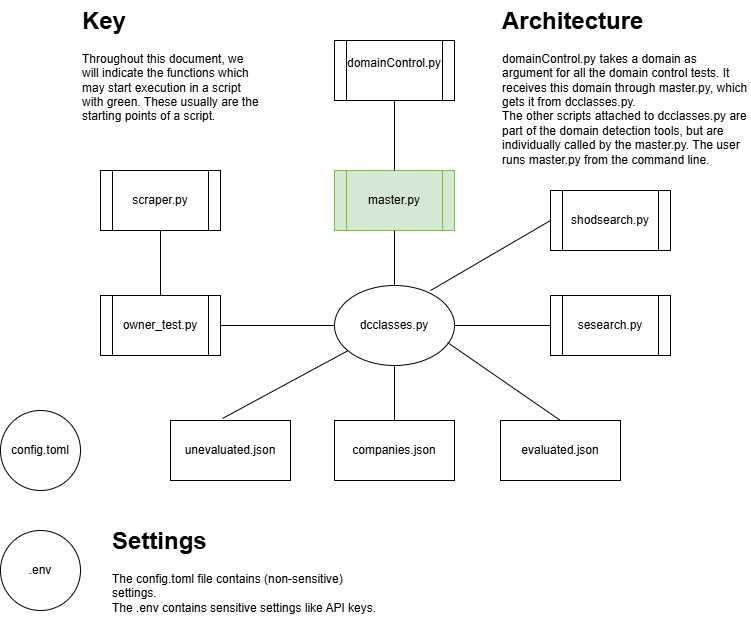 Key
Throughout this document, we
will indicate the functions which
may start execution in a script
with green. These usually are the
starting points of a script.
domainControl.py
Architecture
domainControl.py takes a domain as
argument for all the domain control tests. It
receives this domain through master.py, which
gets it from dcclasses.py.
The other scripts attached to dcclasses.py are
part of the domain detection tools, but are
individually called by the master.py. The user
runs master.py from the command line.
scraper.py
master.py
shodsearch.py
owner_test.py
dcclasses.py
sesearch.py
config.toml
unevaluated.json
companies.json
evaluated.json
.env
Settings
The config.toml file contains (non-sensitive)
settings.
The .env contains sensitive settings like API keys.